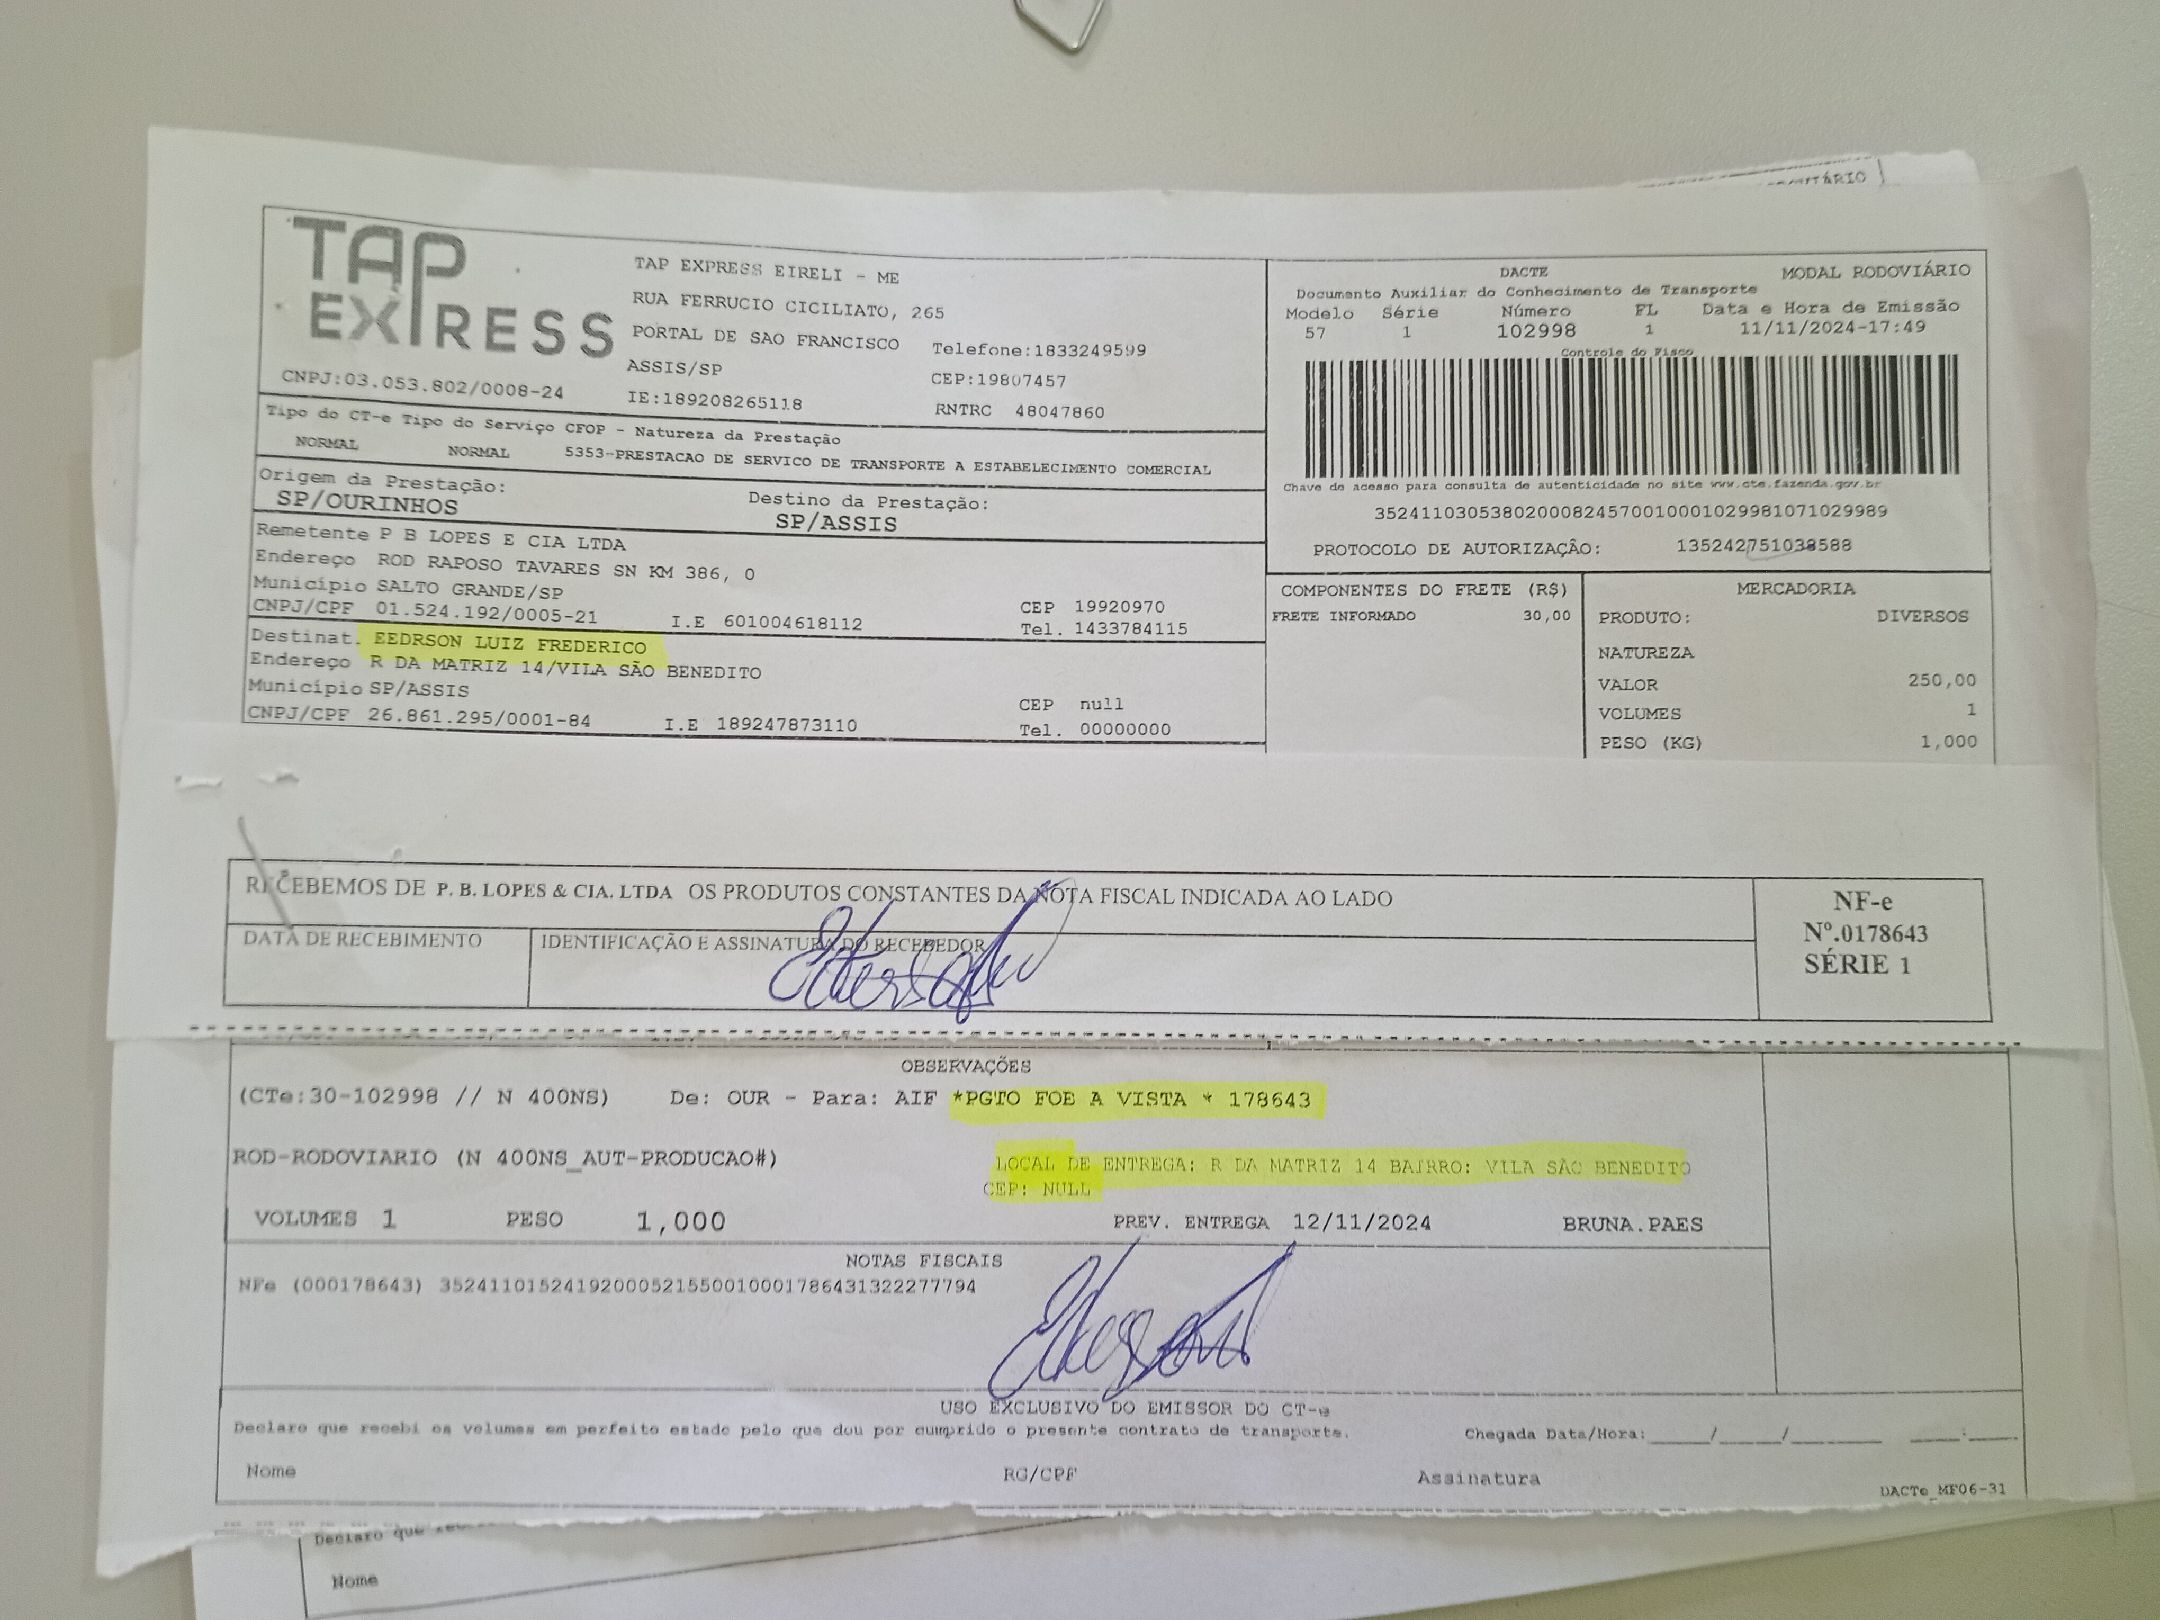 MITÁRIO
TAP EXPRESS
TAP EXPRESS EIRELI - ME
RUA FERRUCIO CICILIATO, 265
PORTAL DE SAO FRANCISCO Telefone:1833249599
ASSIS/SP CEP:19807457
CNPJ:03.053.802/0008-24 IE:189208265118 RNTRC 48047860
DACTE MODAL RODOVIÁRIO
Documento Auxiliar do Conhecimento de Transporte
Modelo Série Número FL Data e Hora de Emissão
57 1 102998 1 11/11/2024-17:49
Controle do Fisco
Chave de acesso para consulta de autenticidade no site www.cte.fazenda.gov.br
35241103053802000824570010001029981071029989
PROTOCOLO DE AUTORIZAÇÃO: 135242751038588
Tipo do CT-e Tipo do Serviço CFOP - Natureza da Prestação
NORMAL NORMAL 5353-PRESTACAO DE SERVICO DE TRANSPORTE A ESTABELECIMENTO COMERCIAL
Origem da Prestação: Destino da Prestação:
SP/OURINHOS SP/ASSIS
Remetente P B LOPES E CIA LTDA
Endereço ROD RAPOSO TAVARES SN KM 386, 0
Município SALTO GRANDE/SP CEP 19920970
CNPJ/CPF 01.524.192/0005-21 I.E 601004618112 Tel. 1433784115
Destinat. EEDRSON LUIZ FREDERICO
Endereço R DA MATRIZ 14/VILA SÃO BENEDITO
Município SP/ASSIS CEP null
CNPJ/CPF 26.861.295/0001-84 I.E 189247873110 Tel. 00000000
COMPONENTES DO FRETE (R$)
FRETE INFORMADO 30,00
MERCADORIA
PRODUTO: DIVERSOS
NATUREZA
VALOR 250,00
VOLUMES 1
PESO (KG) 1,000
RECEBEMOS DE P. B. LOPES & CIA. LTDA OS PRODUTOS CONSTANTES DA NOTA FISCAL INDICADA AO LADO
DATA DE RECEBIMENTO IDENTIFICAÇÃO E ASSINATURA DO RECEBEDOR
NF-e
Nº.0178643
SÉRIE 1
OBSERVAÇÕES
(CTe:30-102998 // N 400NS) De: OUR - Para: AIF *PGTO FOB A VISTA * 178643
ROD-RODOVIARIO (N 400NS_AUT-PRODUCAO#) LOCAL DE ENTREGA: R DA MATRIZ 14 BAIRRO: VILA SÃO BENEDITO
CEP: NULL
VOLUMES 1 PESO 1,000 PREV. ENTREGA 12/11/2024 BRUNA.PAES
NOTAS FISCAIS
NFe (000178643) 35241101524192000521550010001786431322277794
USO EXCLUSIVO DO EMISSOR DO CT-e
Declaro que recebi os volumes em perfeito estado pelo que dou por cumprido o presente contrato de transporte. Chegada Data/Hora:_____/_____/_______ ____:____
Nome RG/CPF Assinatura
DACTe_MF06-31
Declaro que
Nome